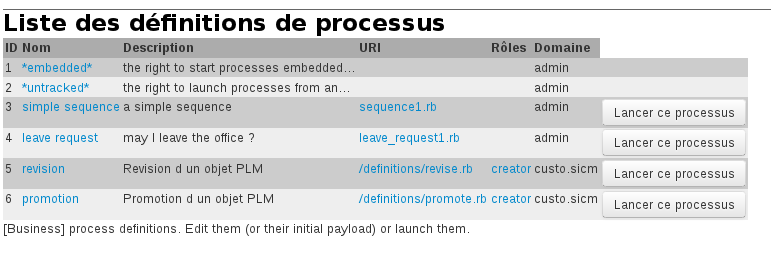 Liste des définitions de processus
ID Nom Description URI Rôles Domaine
1 *embedded* the right to start processes embedded... admin
2 *untracked* the right to launch processes from an... admin
3 simple sequence a simple sequence sequence1.rb admin Lancer ce processus
4 leave request may I leave the office ? leave_request1.rb admin Lancer ce processus
5 revision Revision d un objet PLM /definitions/revise.rb creator custo.sicm Lancer ce processus
6 promotion Promotion d un objet PLM /definitions/promote.rb creator custo.sicm Lancer ce processus
[Business] process definitions. Edit them (or their initial payload) or launch them.